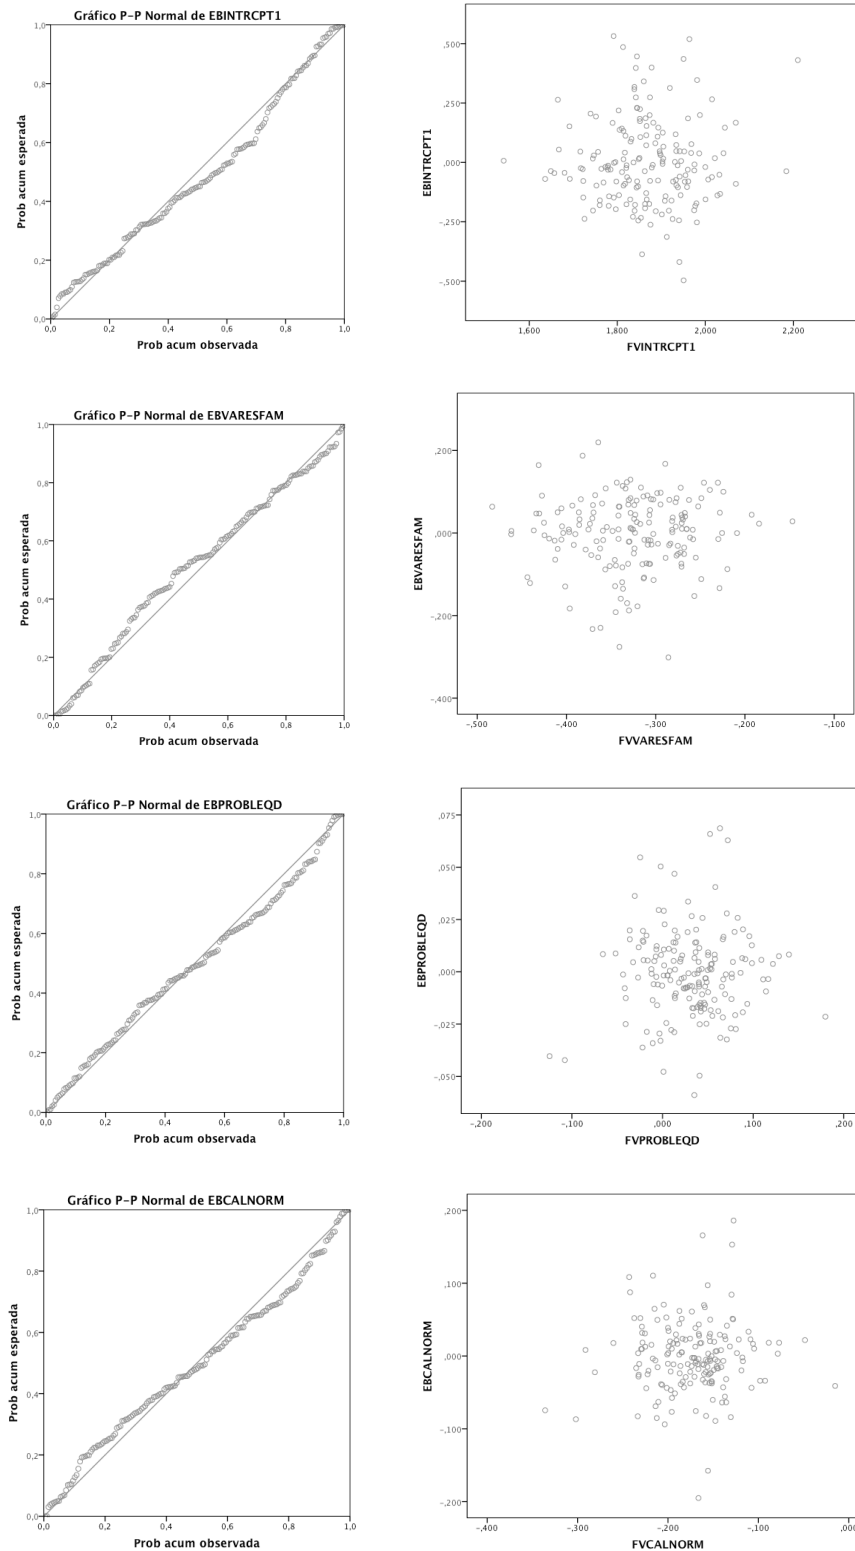 Gráfico P-P Normal de EBINTRCPT1
Prob acum esperada
1,0
0,8
0,6
0,4
0,2
0,0
0,0 0,2 0,4 0,6 0,8 1,0
Prob acum observada
EBINTRCPT1
,500
,250
,000
-,250
-,500
1,600 1,800 2,000 2,200
FVINTRCPT1
Gráfico P-P Normal de EBVARESFAM
Prob acum esperada
1,0
0,8
0,6
0,4
0,2
0,0
0,0 0,2 0,4 0,6 0,8 1,0
Prob acum observada
EBVARESFAM
,200
,000
-,200
-,400
-,500 -,400 -,300 -,200 -,100
FVVARESFAM
Gráfico P-P Normal de EBPROBLEQD
Prob acum esperada
1,0
0,8
0,6
0,4
0,2
0,0
0,0 0,2 0,4 0,6 0,8 1,0
Prob acum observada
EBPROBLEQD
,075
,050
,025
,000
-,025
-,050
-,200 -,100 ,000 ,100 ,200
FVPROBLEQD
Gráfico P-P Normal de EBCALNORM
Prob acum esperada
1,0
0,8
0,6
0,4
0,2
0,0
0,0 0,2 0,4 0,6 0,8 1,0
Prob acum observada
EBCALNORM
,200
,100
,000
-,100
-,200
-,400 -,300 -,200 -,100 ,000
FVCALNORM